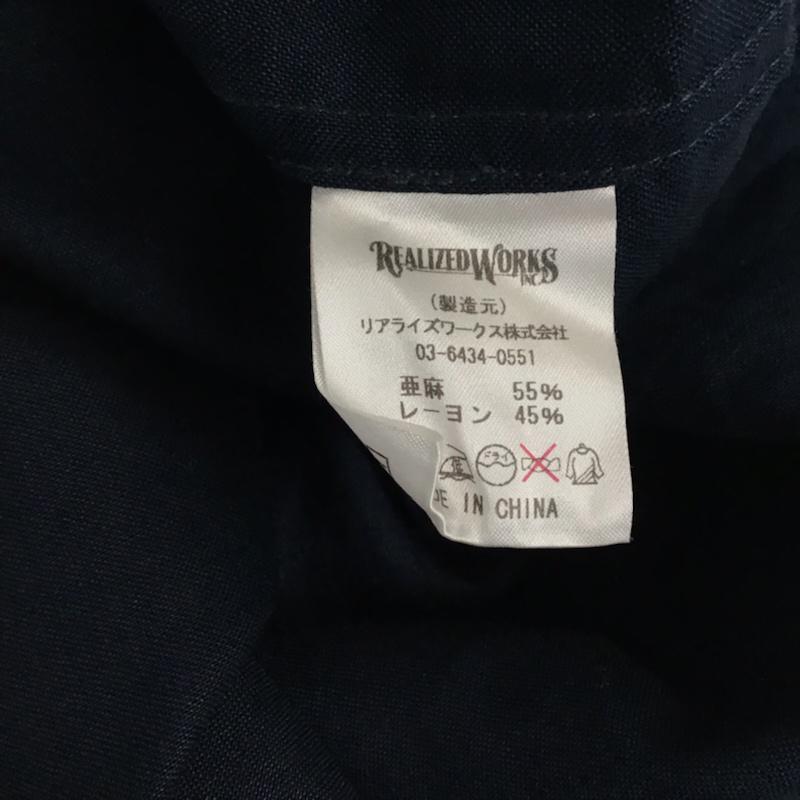 REALIZEDWORKS
INC.
(製造元)
リアライズワークス株式会社
03-6434-0551
亜麻 55%
レーヨン 45%
ドライ
IN CHINA